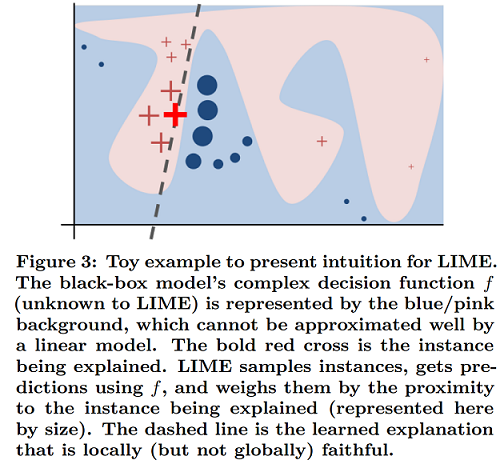 Figure 3: Toy example to present intuition for LIME.
The black-box model's complex decision function f
(unknown to LIME) is represented by the blue/pink
background, which cannot be approximated well by
a linear model. The bold red cross is the instance
being explained. LIME samples instances, gets pre-
dictions using f, and weighs them by the proximity
to the instance being explained (represented here
by size). The dashed line is the learned explanation
that is locally (but not globally) faithful.